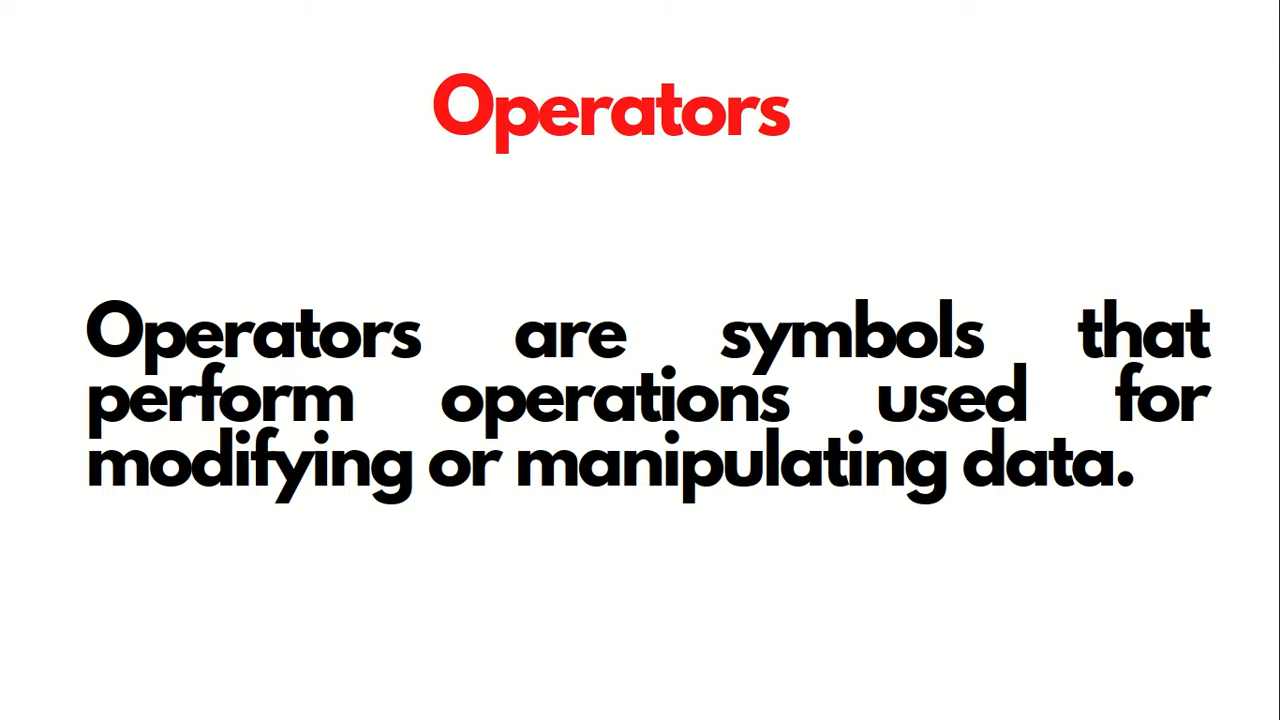 Operators
Operators are symbols that
perform operations used for
modifying or manipulating data.